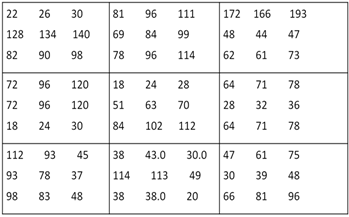 22 26 30 81 96 111 172 166 193
128 134 140 69 84 99 48 44 47
82 90 98 78 96 114 62 61 73
72 96 120 18 24 28 64 71 78
72 96 120 51 63 70 28 32 36
18 24 30 84 102 112 64 71 78
112 93 45 38 43.0 30.0 47 61 75
93 78 37 114 113 49 30 39 48
98 83 48 38 38.0 20 66 81 96